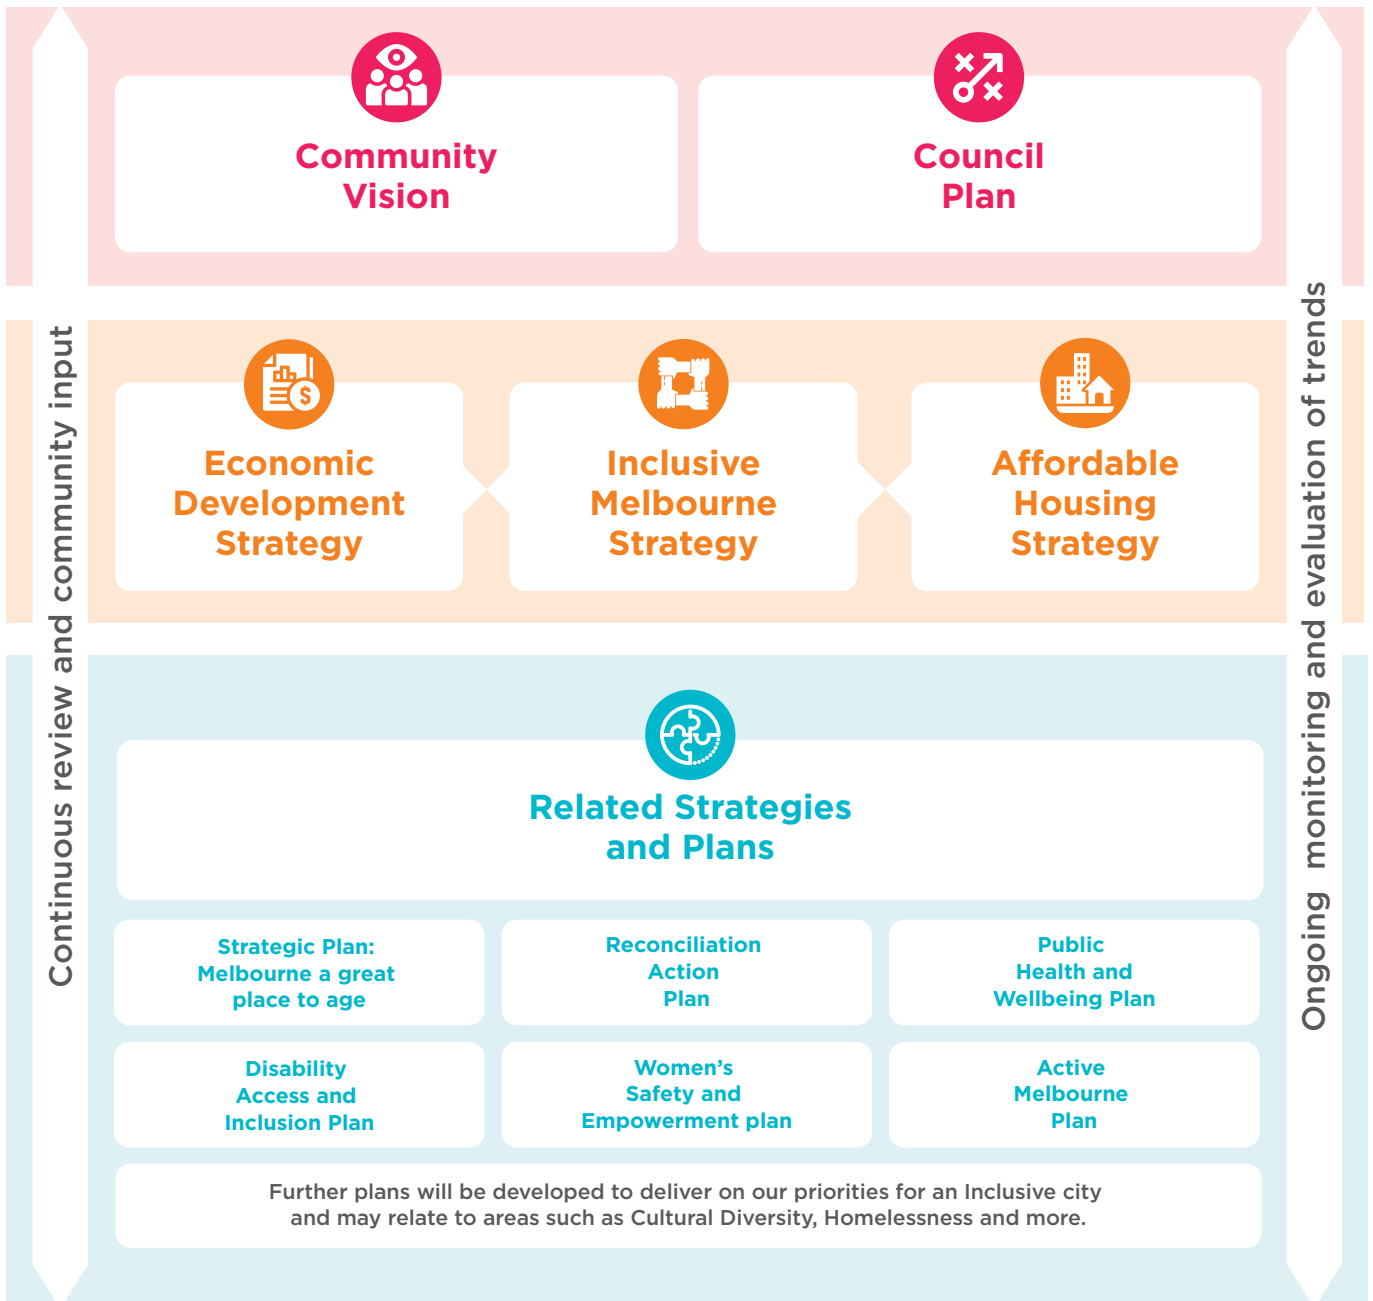 Community
Vision
Council
Plan
Continuous review and community input
Ongoing monitoring and evaluation of trends
Economic
Development
Strategy
Inclusive
Melbourne
Strategy
Affordable
Housing
Strategy
Related Strategies
and Plans
Strategic Plan:
Melbourne a great
place to age
Reconciliation
Action
Plan
Public
Health and
Wellbeing Plan
Disability
Access and
Inclusion Plan
Women’s
Safety and
Empowerment plan
Active
Melbourne
Plan
Further plans will be developed to deliver on our priorities for an Inclusive city
and may relate to areas such as Cultural Diversity, Homelessness and more.